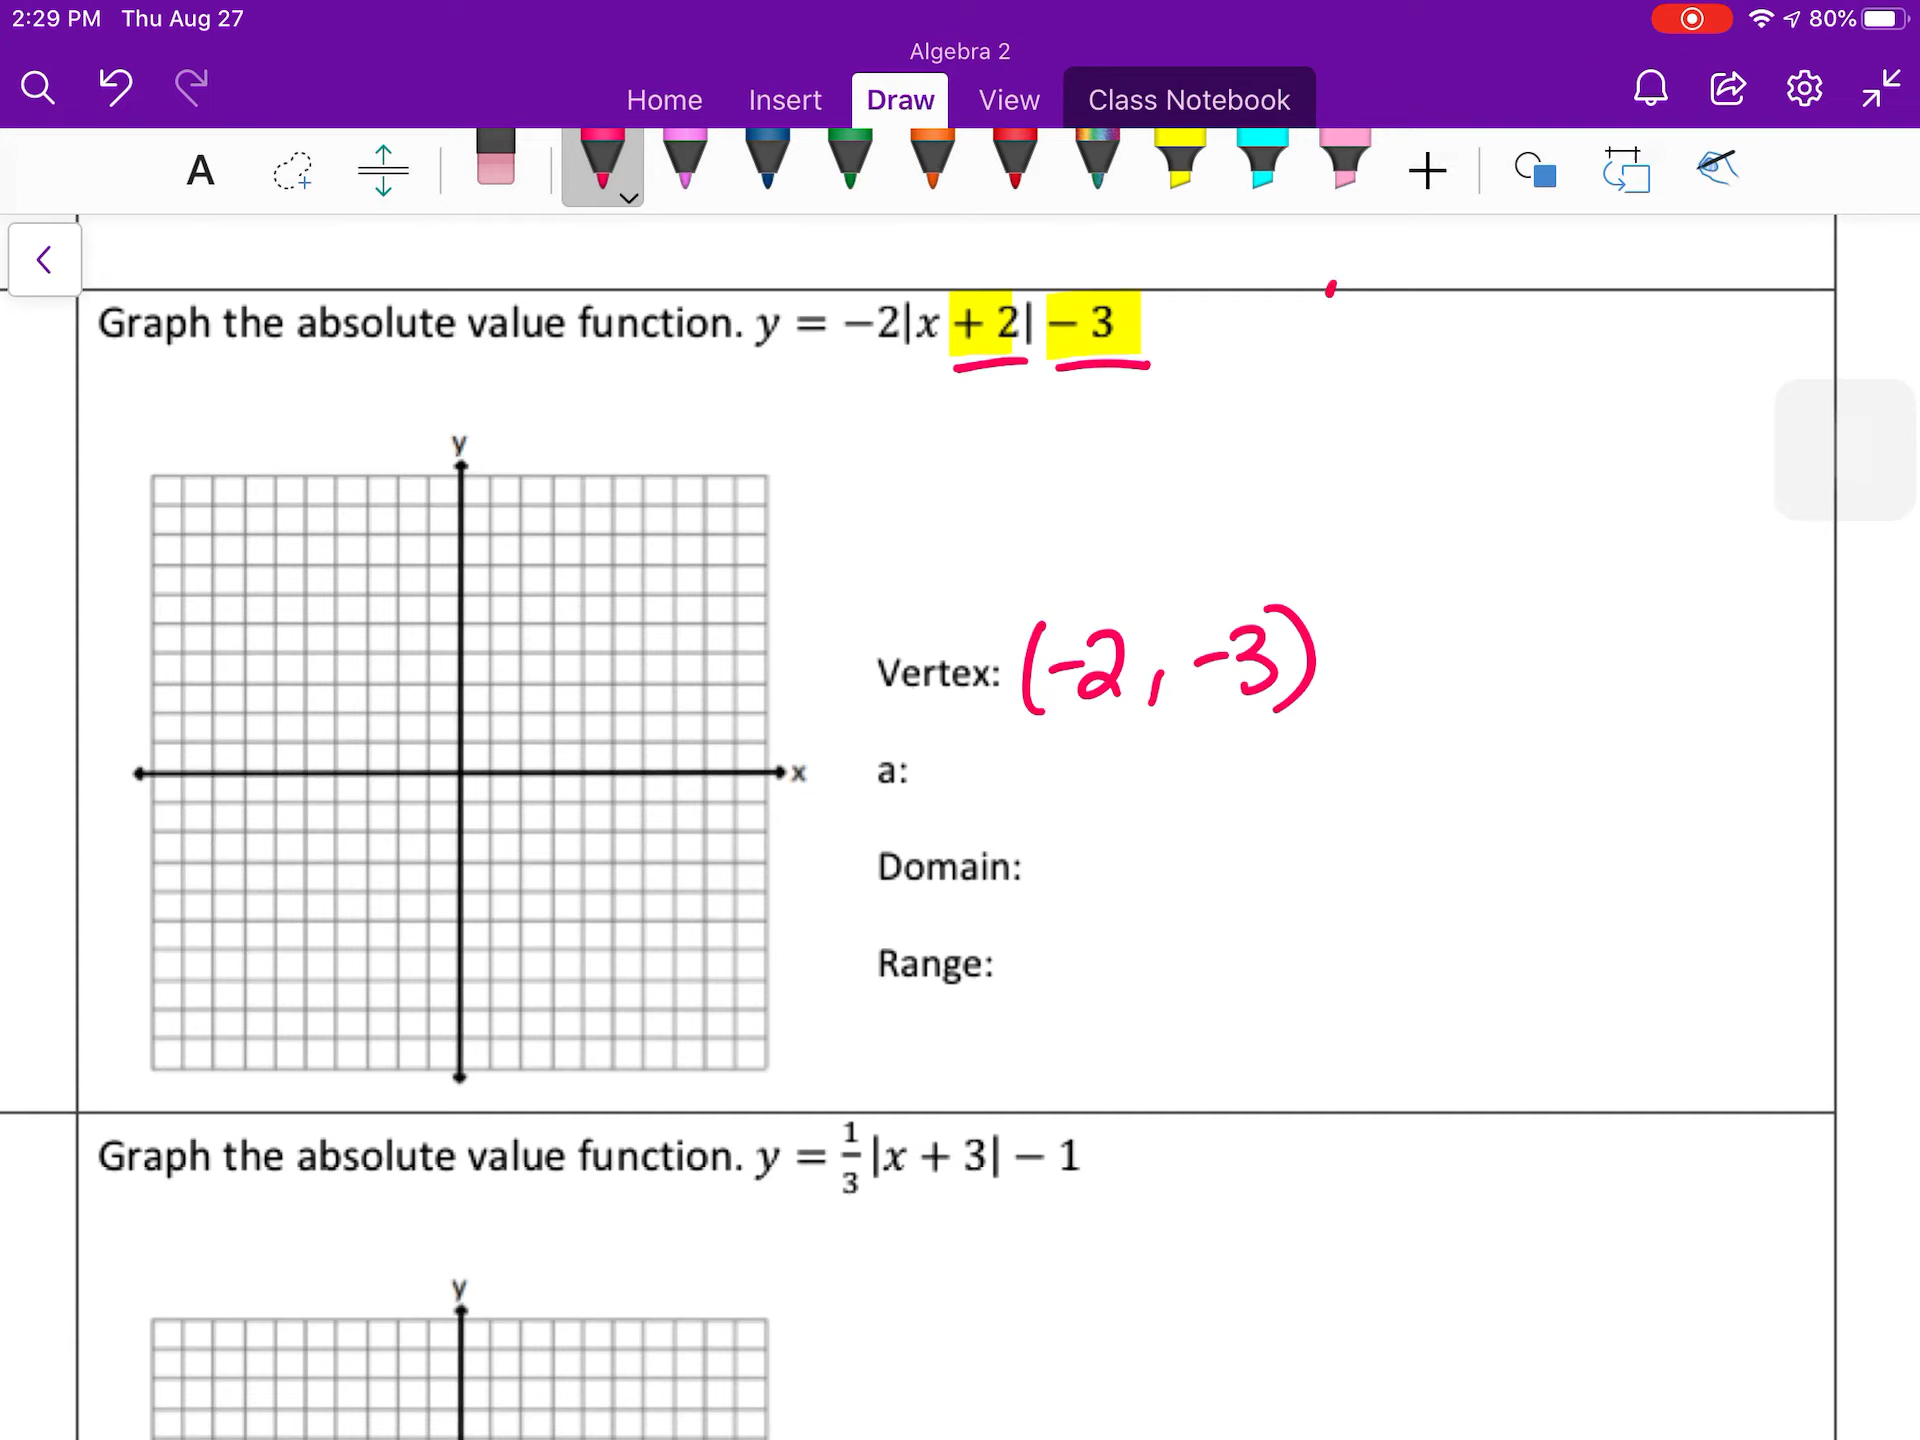 2:29 PM Thu Aug 27
80%
Algebra 2
Home Insert Draw View Class Notebook
A
Graph the absolute value function. y = −2|x + 2| − 3
y
x
Vertex: (-2, -3)
a:
Domain:
Range:
Graph the absolute value function. y = 1/3 |x + 3| − 1
y